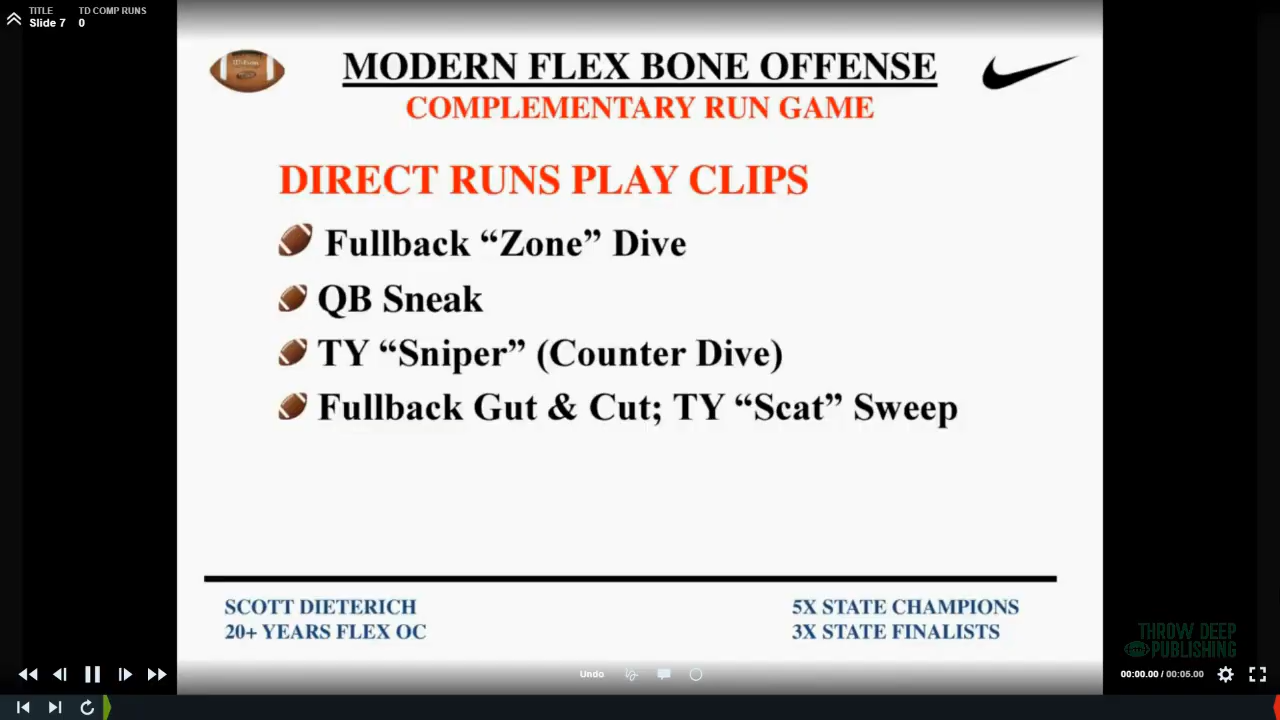 TITLE TD COMP RUNS
Slide 7 0
MODERN FLEX BONE OFFENSE
COMPLEMENTARY RUN GAME
DIRECT RUNS PLAY CLIPS
Fullback “Zone” Dive
QB Sneak
TY “Sniper” (Counter Dive)
Fullback Gut & Cut; TY “Scat” Sweep
SCOTT DIETERICH
20+ YEARS FLEX OC
5X STATE CHAMPIONS
3X STATE FINALISTS
THROW DEEP
PUBLISHING
Undo
00:00.00 / 00:05.00